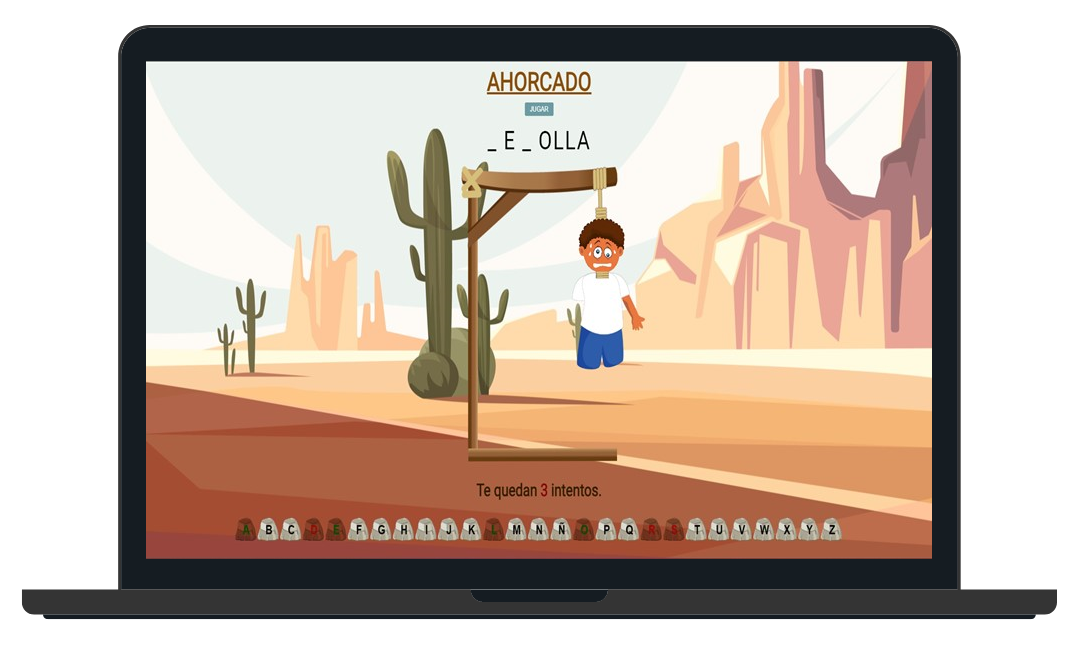 AHORCADO
JUGAR
_ E _ OLLA
Te quedan 3 intentos.
A B C D E F G H I J K L M N Ñ O P Q R S T U V W X Y Z